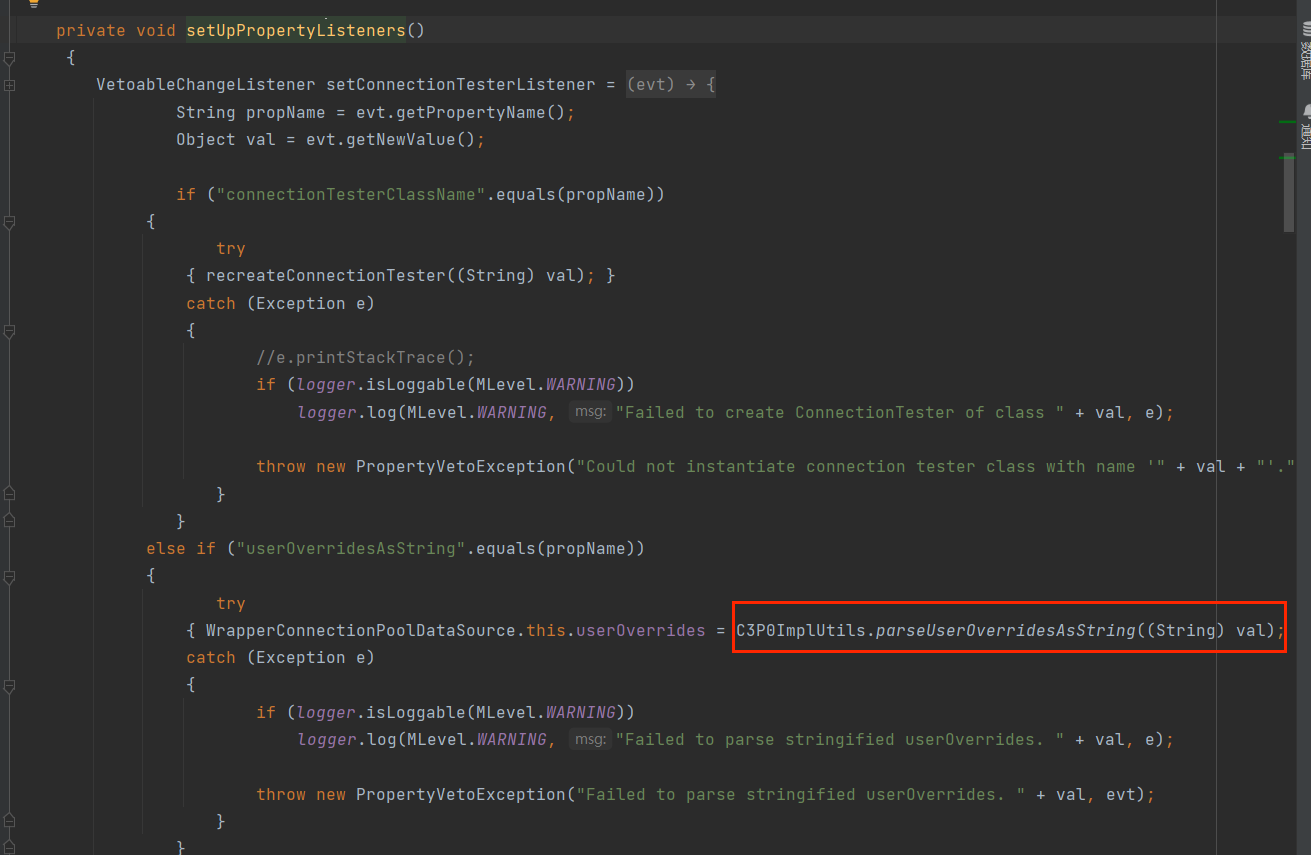 private void setUpPropertyListeners()
{
VetoableChangeListener setConnectionTesterListener = (evt) → {
String propName = evt.getPropertyName();
Object val = evt.getNewValue();
if ("connectionTesterClassName".equals(propName))
{
try
{ recreateConnectionTester((String) val); }
catch (Exception e)
{
//e.printStackTrace();
if (logger.isLoggable(MLevel.WARNING))
logger.log(MLevel.WARNING, msg: "Failed to create ConnectionTester of class " + val, e);
throw new PropertyVetoException("Could not instantiate connection tester class with name '" + val + "'."
}
}
else if ("userOverridesAsString".equals(propName))
{
try
{ WrapperConnectionPoolDataSource.this.userOverrides = C3P0ImplUtils.parseUserOverridesAsString((String) val);
catch (Exception e)
{
if (logger.isLoggable(MLevel.WARNING))
logger.log(MLevel.WARNING, msg: "Failed to parse stringified userOverrides. " + val, e);
throw new PropertyVetoException("Failed to parse stringified userOverrides. " + val, evt);
}
}
数据库
通知